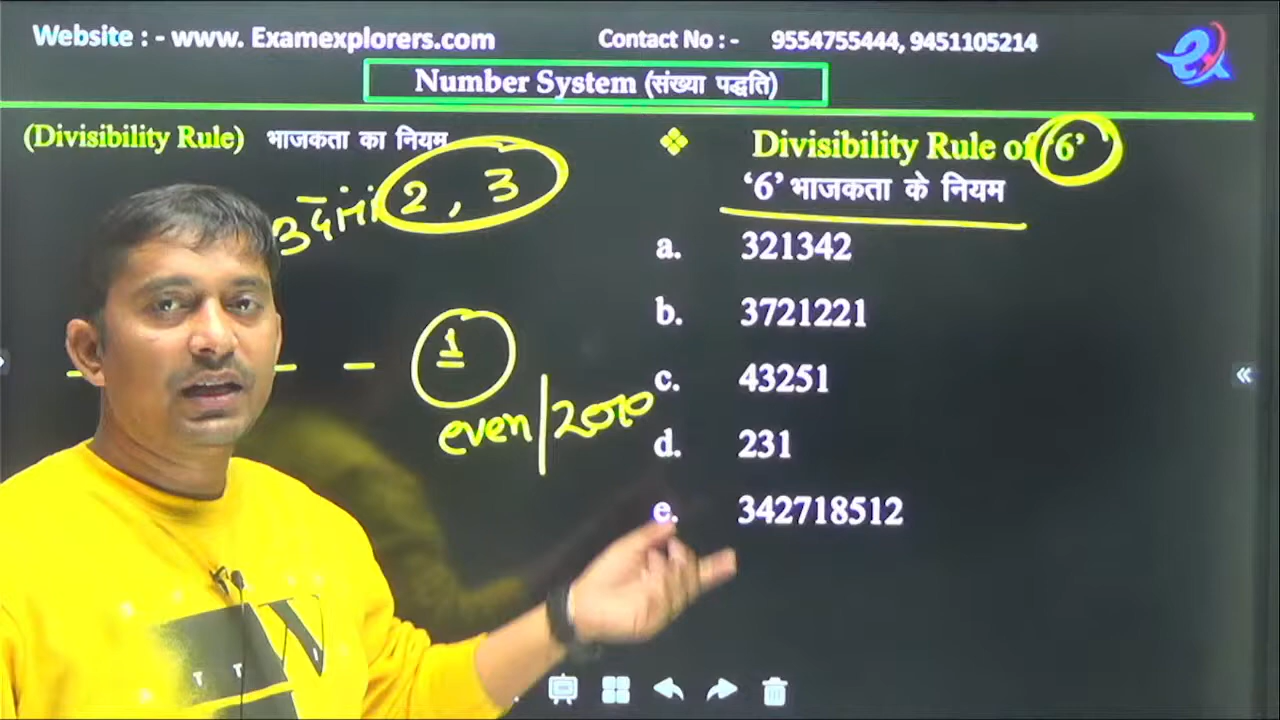 Website : - www. Examexplorers.com
Contact No : - 9554755444, 9451105214
Number System (संख्या पद्धति)
(Divisibility Rule) भाजकता का नियम
❖ Divisibility Rule of ‘6’
‘6’ भाजकता के नियम
2, 3
a. 321342
b. 3721221
1
c. 43251
even|zero
d. 231
e. 342718512